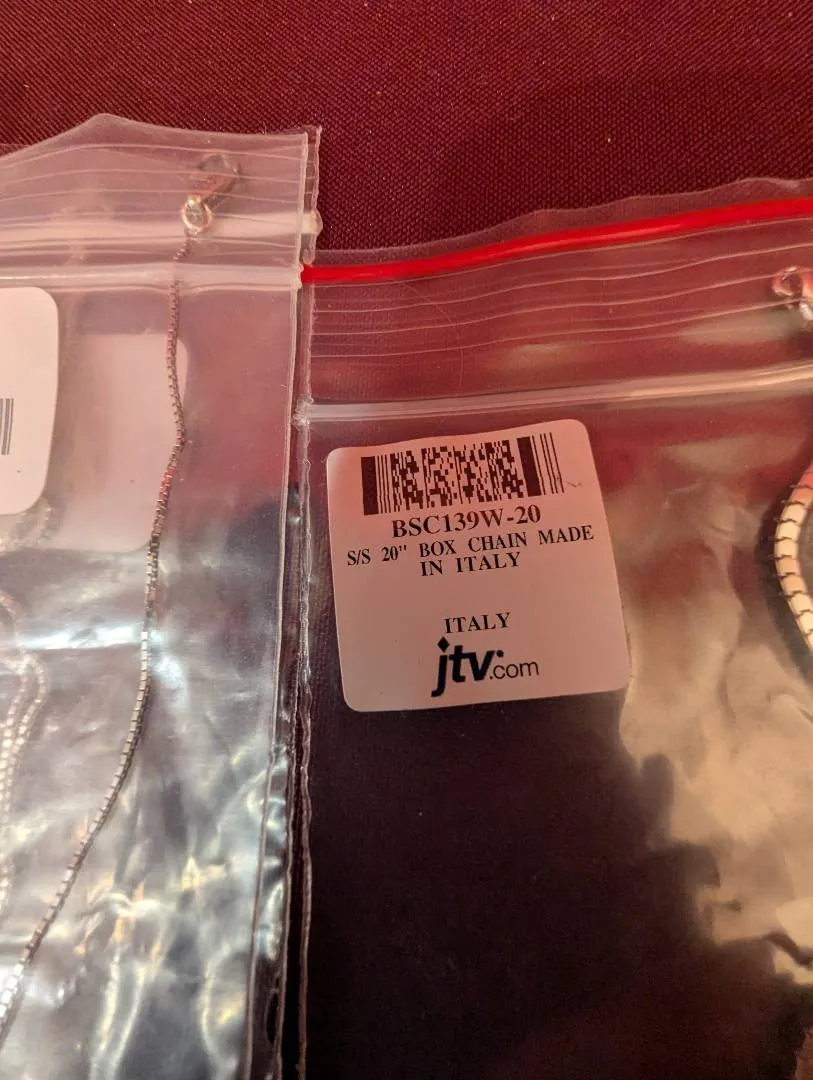 BSC139W-20
S/S 20" BOX CHAIN MADE
IN ITALY
ITALY
jtv.com